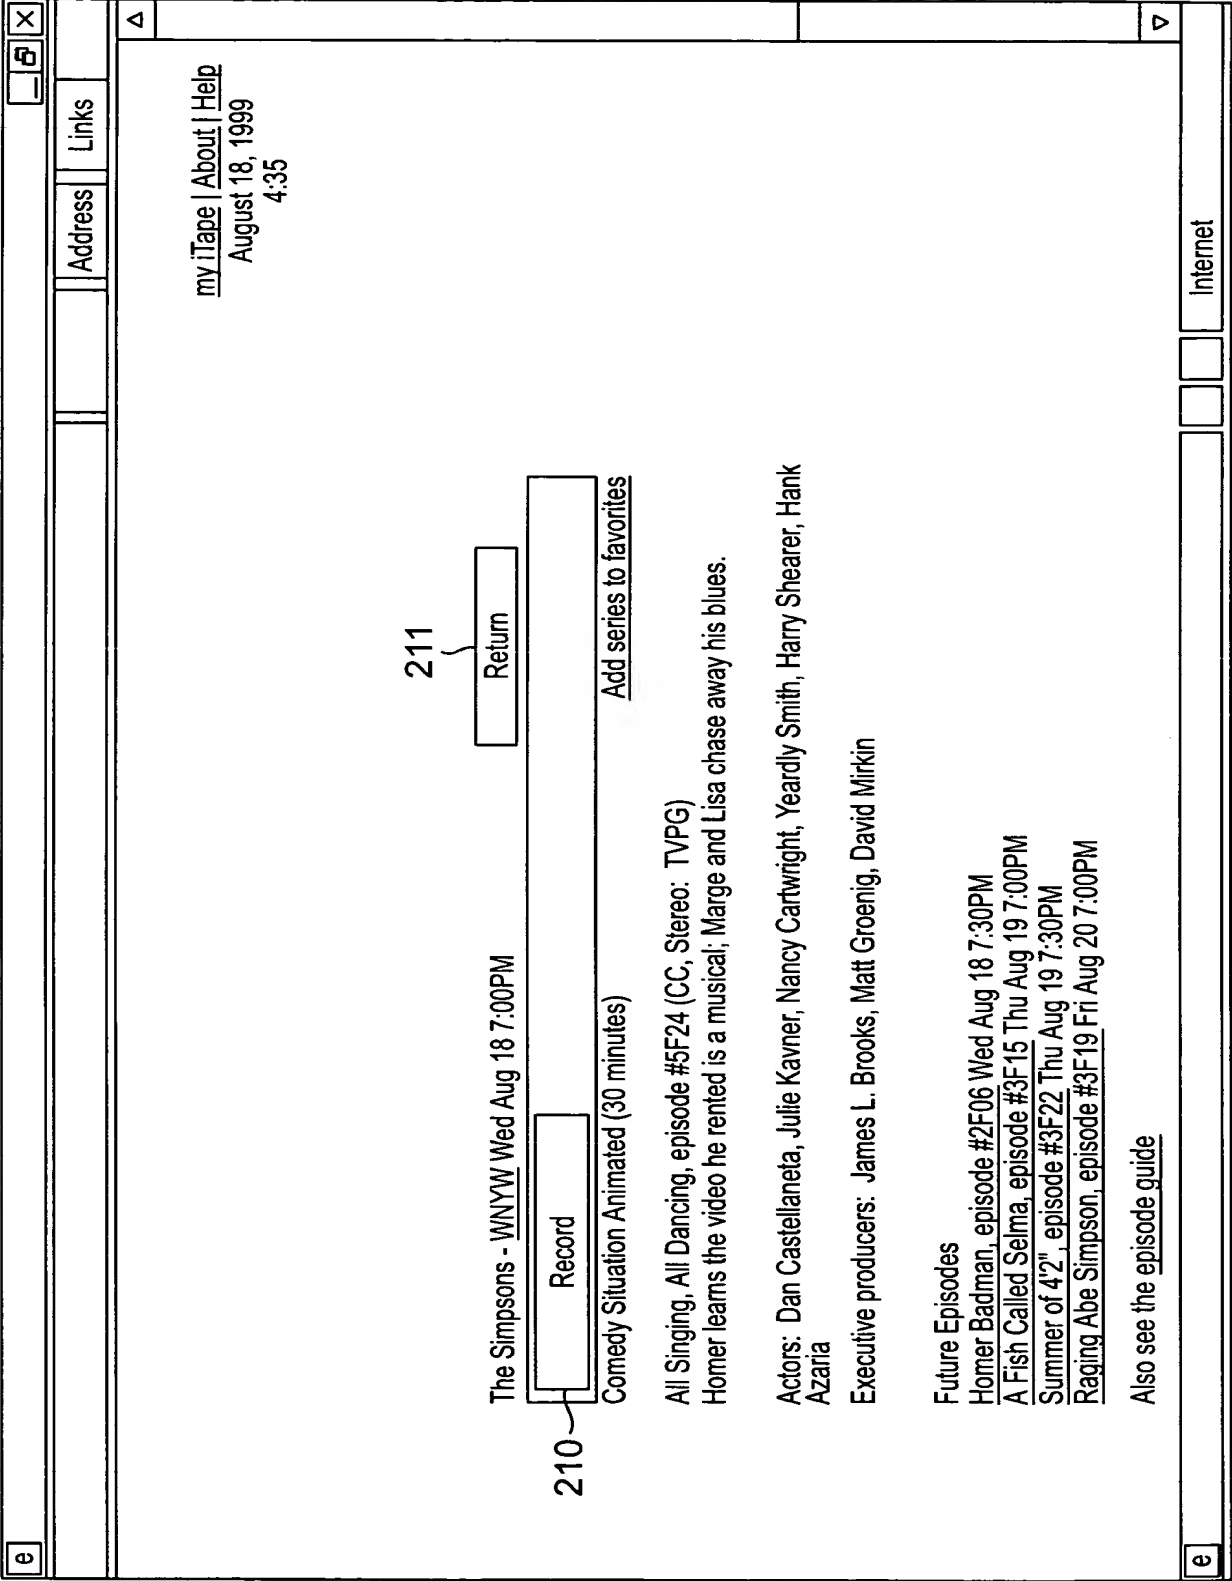 e
Address
Links
my iTape | About | Help
August 18, 1999
4:35
211
The Simpsons - WNYW Wed Aug 18 7:00PM
Return
210
Record
Comedy Situation Animated (30 minutes)
Add series to favorites
All Singing, All Dancing, episode #5F24 (CC, Stereo: TVPG)
Homer learns the video he rented is a musical; Marge and Lisa chase away his blues.
Actors: Dan Castellaneta, Julie Kavner, Nancy Cartwright, Yeardly Smith, Harry Shearer, Hank
Azaria
Executive producers: James L. Brooks, Matt Groenig, David Mirkin
Future Episodes
Homer Badman, episode #2F06 Wed Aug 18 7:30PM
A Fish Called Selma, episode #3F15 Thu Aug 19 7:00PM
Summer of 4'2", episode #3F22 Thu Aug 19 7:30PM
Raging Abe Simpson, episode #3F19 Fri Aug 20 7:00PM
Also see the episode guide
e
Internet